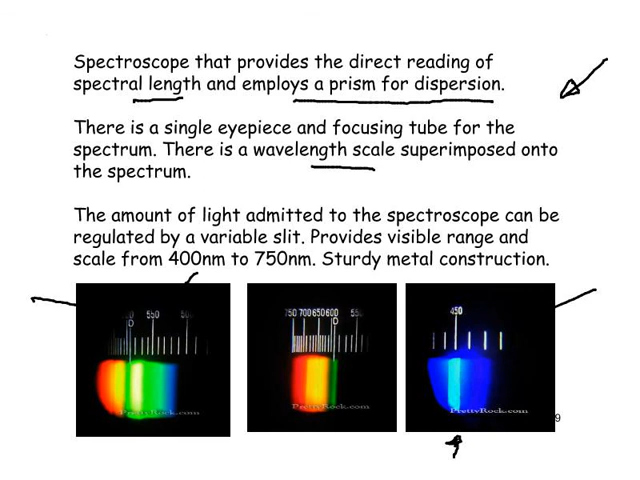 Spectroscope that provides the direct reading of
spectral length and employs a prism for dispersion.
There is a single eyepiece and focusing tube for the
spectrum. There is a wavelength scale superimposed onto
the spectrum.
The amount of light admitted to the spectroscope can be
regulated by a variable slit. Provides visible range and
scale from 400nm to 750nm. Sturdy metal construction.
550
D
PrettyRock.com
750 700 650 600
D
PrettyRock.com
450
PrettyRock.com
9